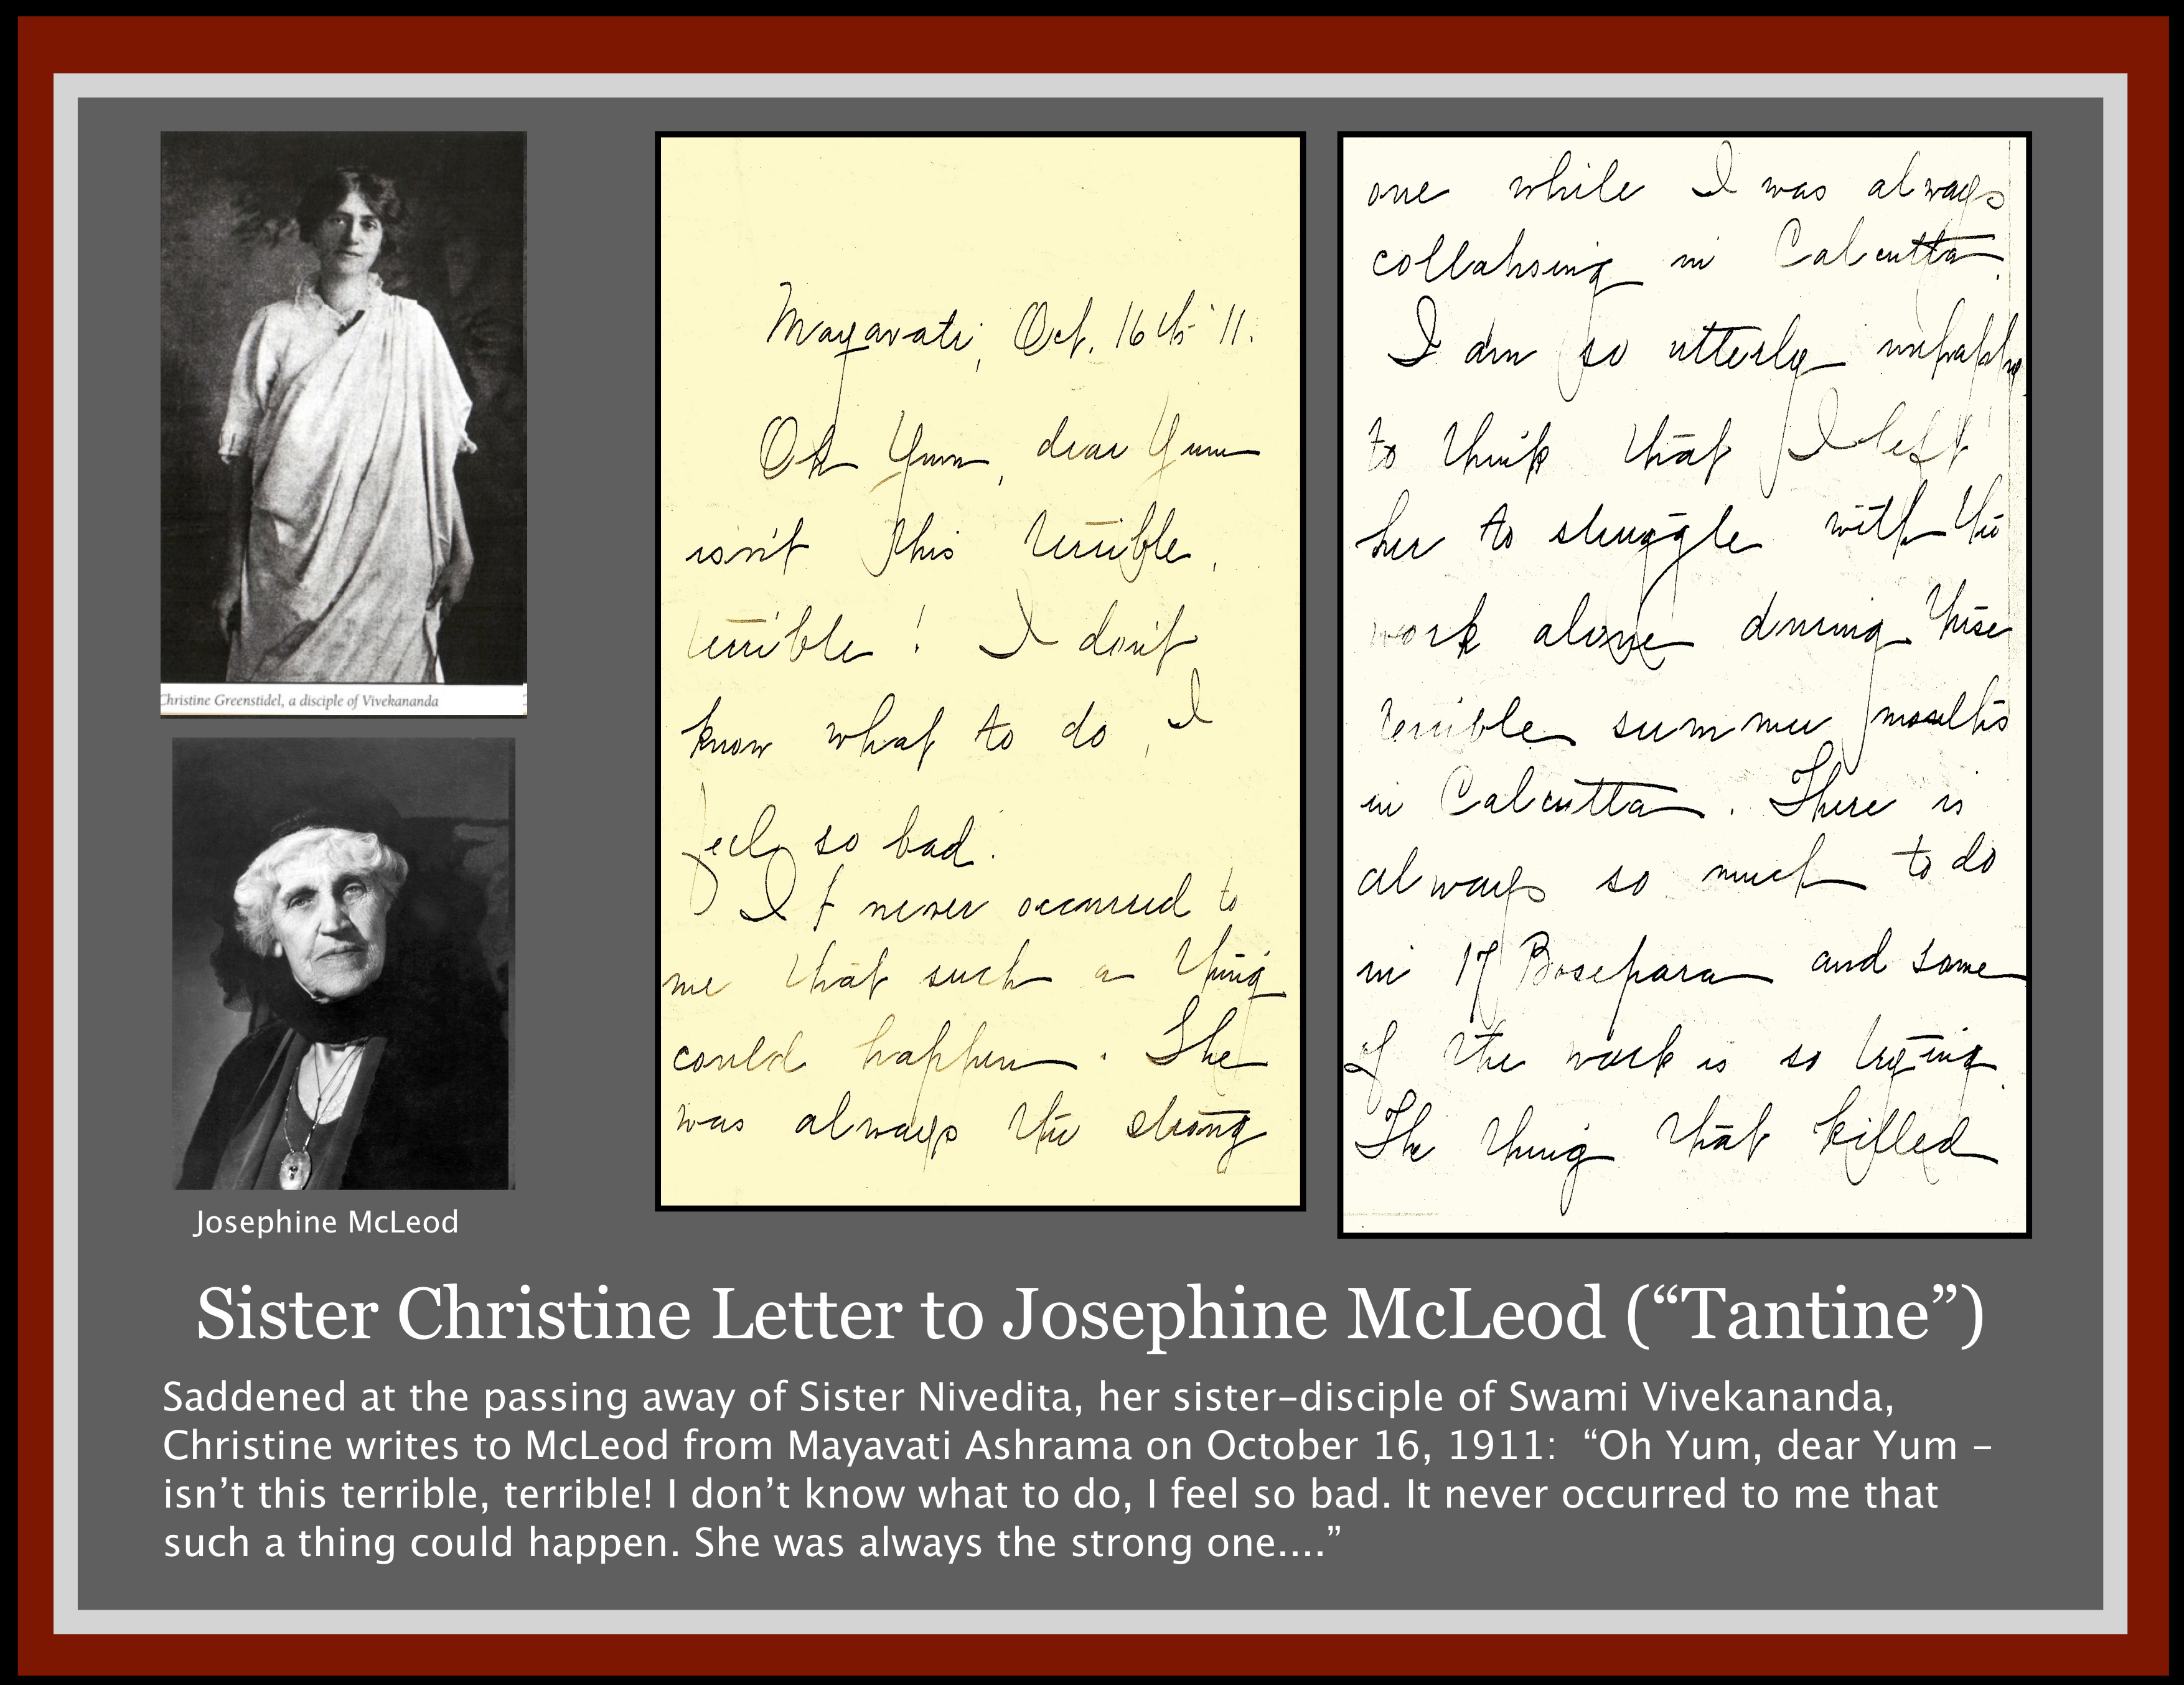 Christine Greenstidel, a disciple of Vivekananda
Josephine McLeod
Mayavati, Oct. 16th '11.
Oh Yum, dear Yum
isn't this terrible,
terrible! I don't
know what to do, I
feel so bad.
It never occurred to
me that such a thing
could happen. She
was always the strong
one while I was always
collapsing in Calcutta.
I am so utterly unhappy
to think that I left
her to struggle with the
work alone during these
terrible summer months
in Calcutta. There is
always so much to do
in 17 Bosepara and some
of the work is so trying.
The thing that killed
Sister Christine Letter to Josephine McLeod (“Tantine”)
Saddened at the passing away of Sister Nivedita, her sister-disciple of Swami Vivekananda,
Christine writes to McLeod from Mayavati Ashrama on October 16, 1911:  “Oh Yum, dear Yum –
isn’t this terrible, terrible! I don’t know what to do, I feel so bad. It never occurred to me that
such a thing could happen. She was always the strong one....”